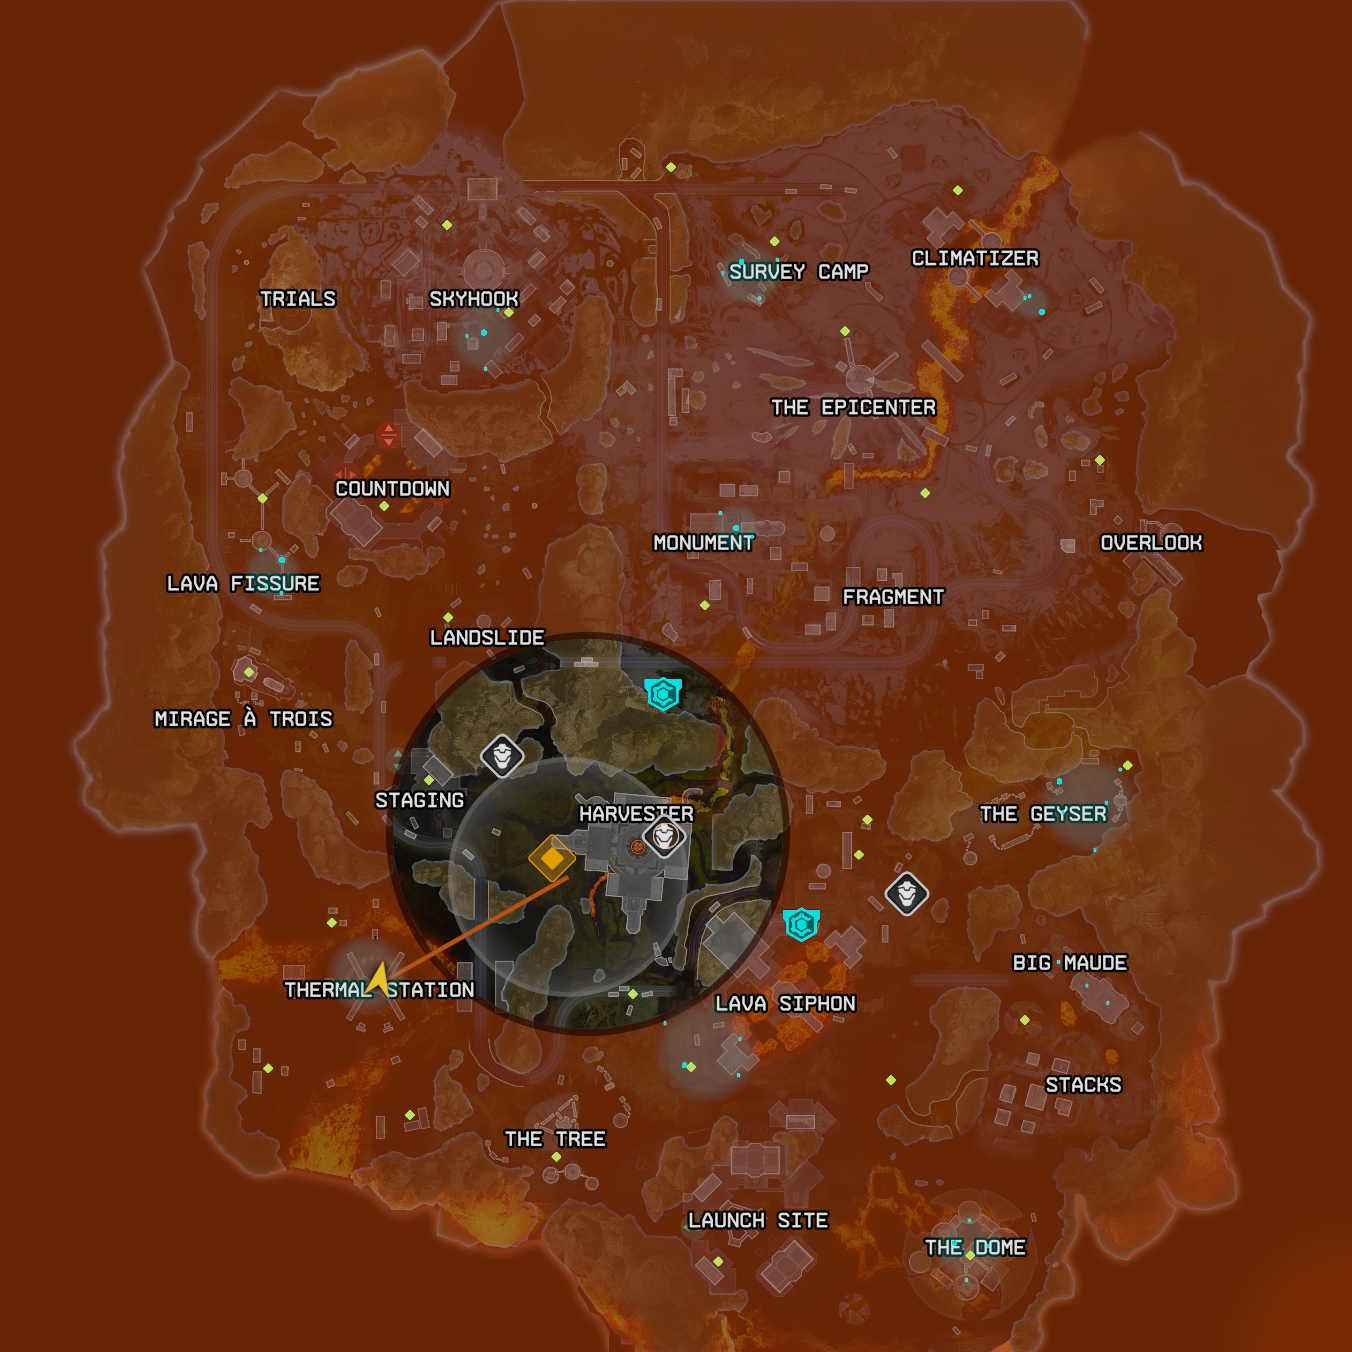 CLIMATIZER
SURVEY CAMP
TRIALS
SKYHOOK
THE EPICENTER
COUNTDOWN
MONUMENT
OVERLOOK
LAVA FISSURE
FRAGMENT
LANDSLIDE
MIRAGE À TROIS
STAGING
HARVESTER
THE GEYSER
BIG MAUDE
THERMAL STATION
LAVA SIPHON
STACKS
THE TREE
LAUNCH SITE
THE DOME